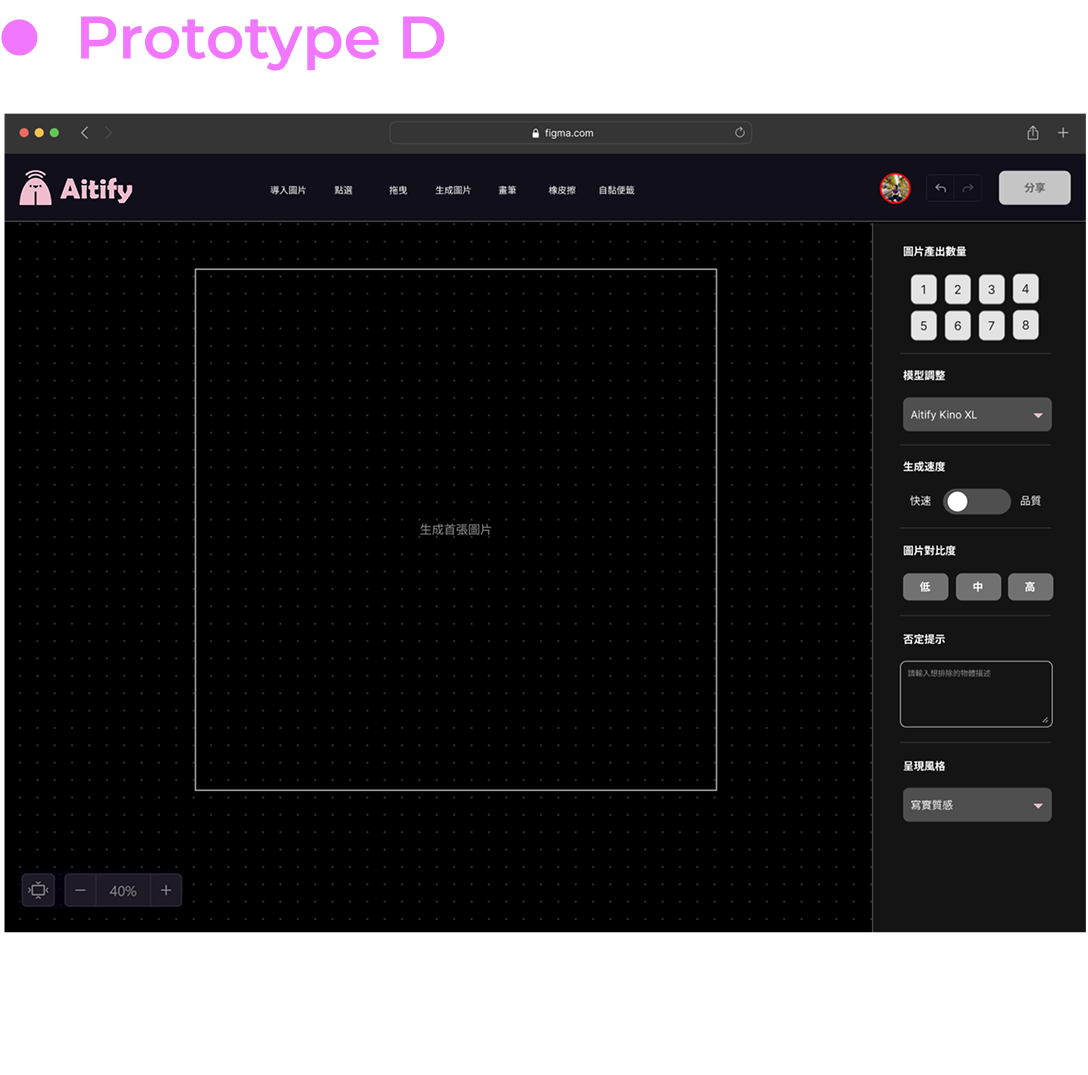 Prototype D
figma.com
Aitify
導入圖片 點選 拖曳 生成圖片 畫筆 橡皮擦 自黏便籤
分享
生成首張圖片
40%
圖片產出數量
1 2 3 4
5 6 7 8
模型調整
Aitify Kino XL
生成速度
快速 品質
圖片對比度
低 中 高
否定提示
請輸入想排除的物體描述
呈現風格
寫實質感